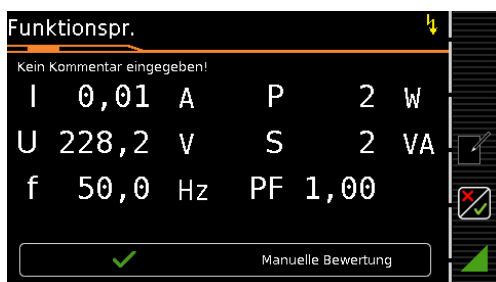 Funktionspr.
Kein Kommentar eingegeben!
I 0,01 A P 2 W
U 228,2 V S 2 VA
f 50,0 Hz PF 1,00
Manuelle Bewertung